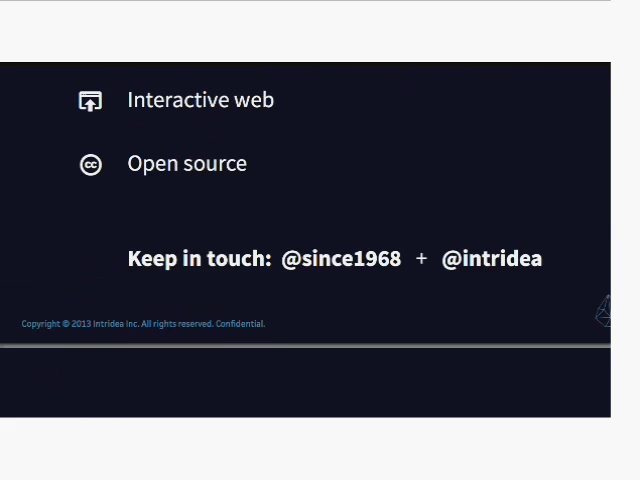 Interactive web
Open source
Keep in touch: @since1968 + @intridea
Copyright © 2013 Intridea Inc. All rights reserved. Confidential.